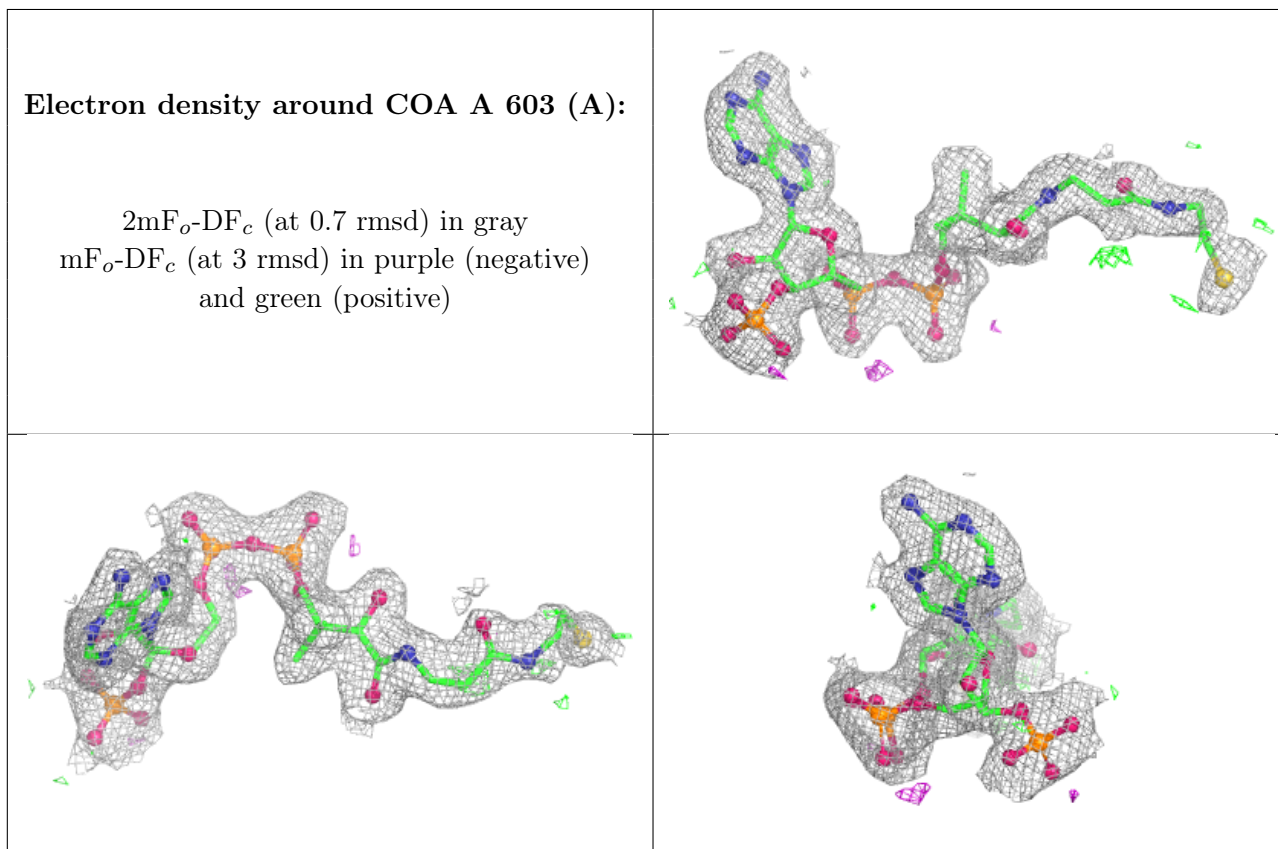 Electron density around COA A 603 (A):
2mFo-DFc (at 0.7 rmsd) in gray
mFo-DFc (at 3 rmsd) in purple (negative)
and green (positive)